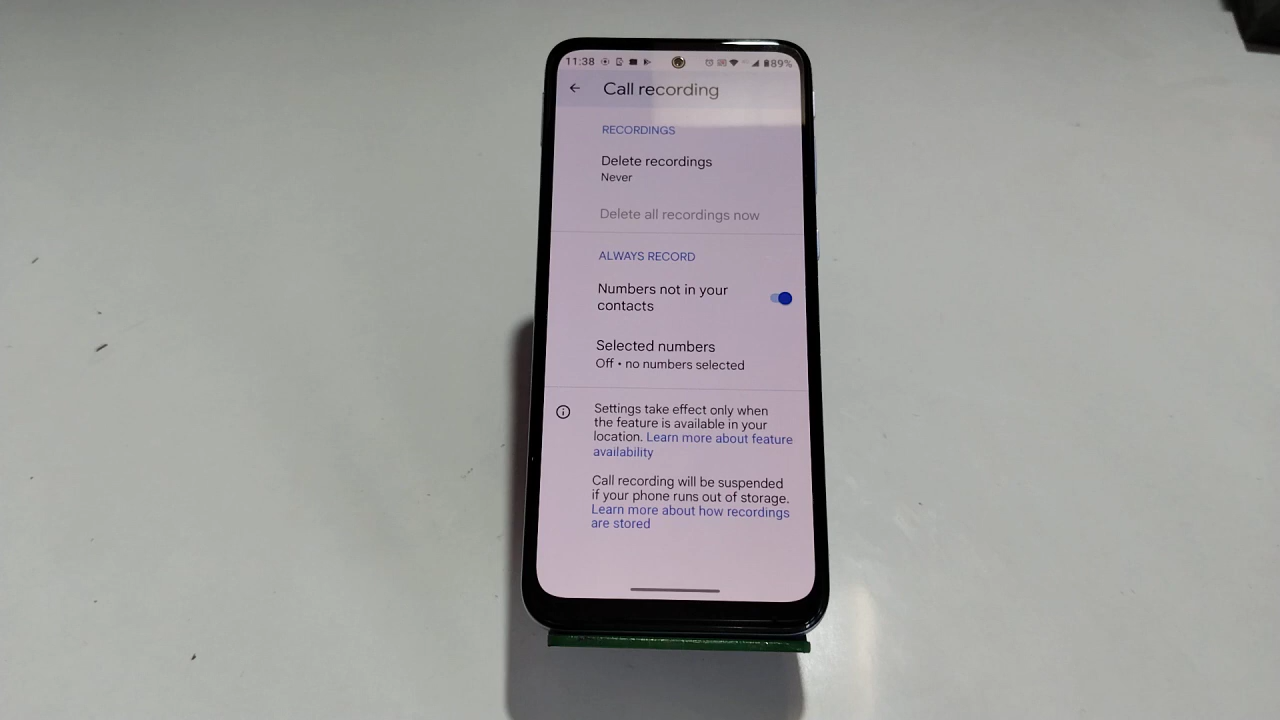 11:38 89%
Call recording
RECORDINGS
Delete recordings
Never
Delete all recordings now
ALWAYS RECORD
Numbers not in your
contacts
Selected numbers
Off • no numbers selected
Settings take effect only when
the feature is available in your
location. Learn more about feature
availability
Call recording will be suspended
if your phone runs out of storage.
Learn more about how recordings
are stored